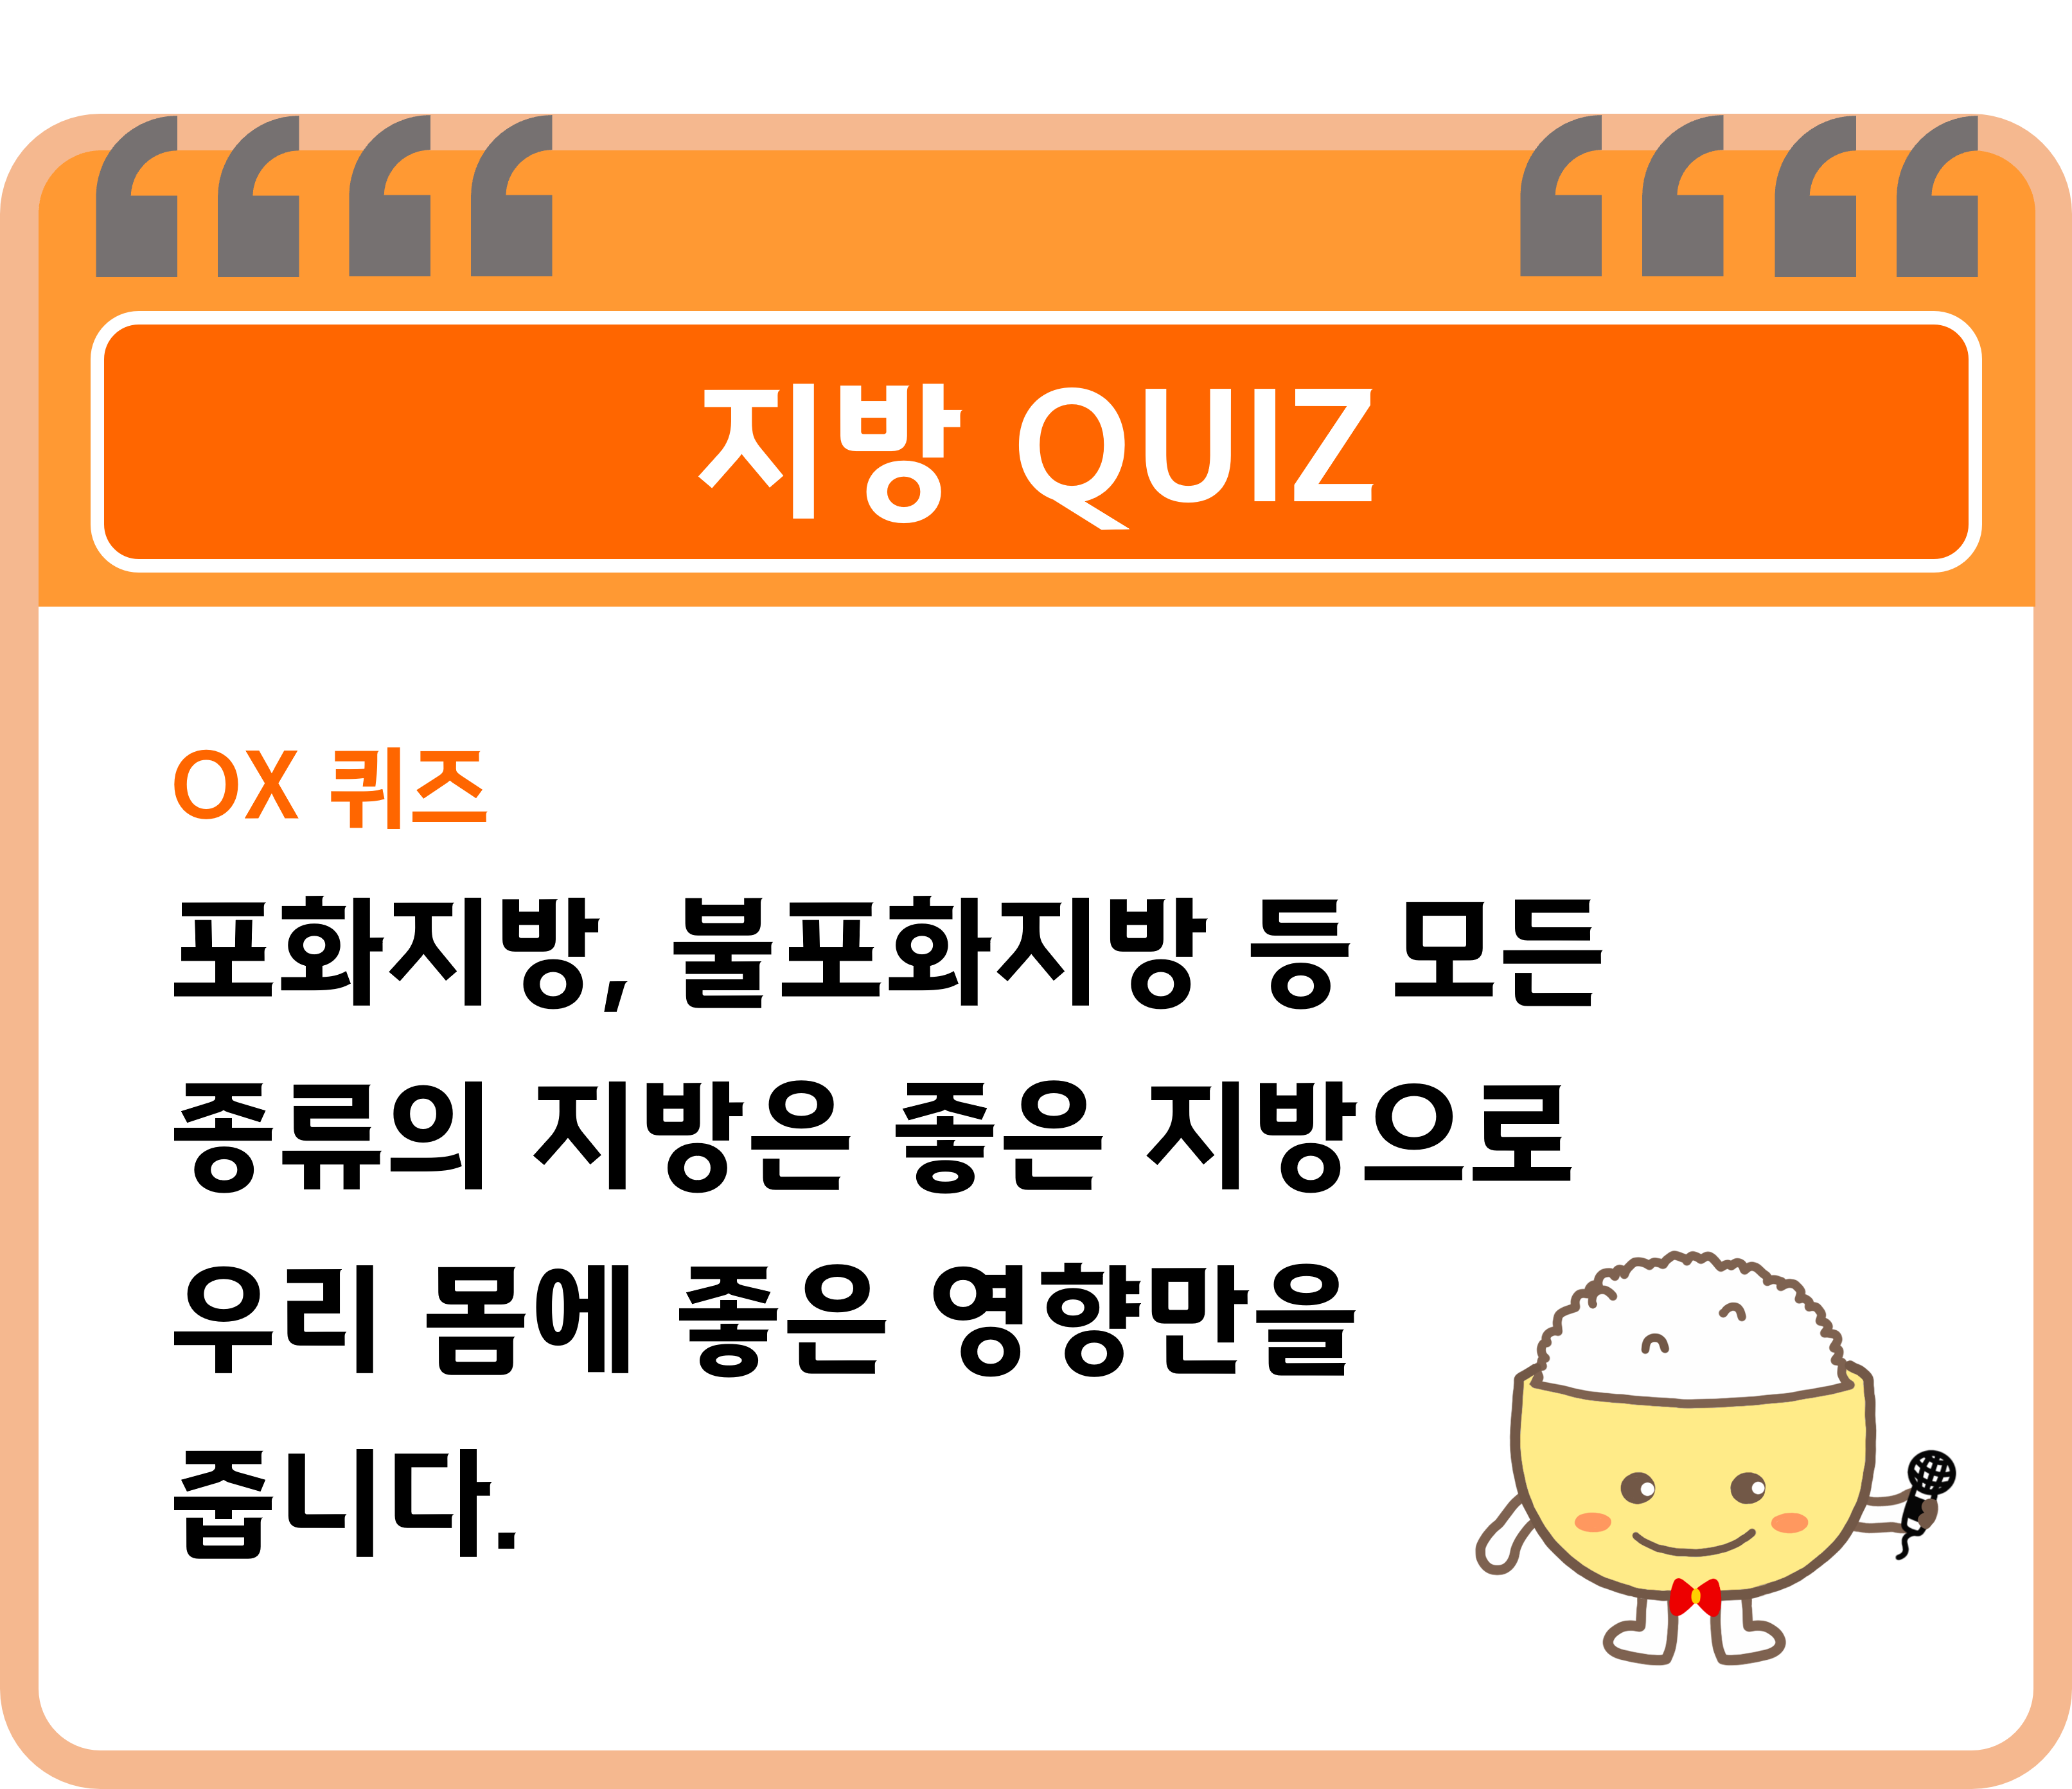 지방 QUIZ
OX 퀴즈
포화지방, 불포화지방 등 모든
종류의 지방은 좋은 지방으로
우리 몸에 좋은 영향만을
줍니다.